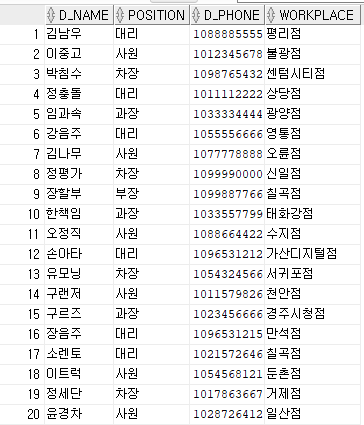 D_NAME POSITION D_PHONE WORKPLACE
1 김남우 대리 1088885555 평리점
2 이중고 사원 1012345678 불광점
3 박침수 차장 1098765432 센텀시티점
4 정충돌 대리 1011112222 상당점
5 임과속 과장 1033334444 광양점
6 강음주 대리 1055556666 영통점
7 김나무 사원 1077778888 오륜점
8 정평가 차장 1099990000 신일점
9 장할부 부장 1099887766 칠곡점
10 한책임 과장 1033557799 태화강점
11 오정직 사원 1088664422 수지점
12 손아타 대리 1096531212 가산디지털점
13 유모닝 차장 1054324566 서귀포점
14 구랜저 사원 1011579826 천안점
15 구르즈 과장 1023456666 경주시청점
16 장음주 대리 1096531215 만석점
17 소렌토 대리 1021572646 칠곡점
18 이트럭 사원 1054568121 둔촌점
19 정세단 차장 1017863667 거제점
20 윤경차 사원 1028726412 일산점